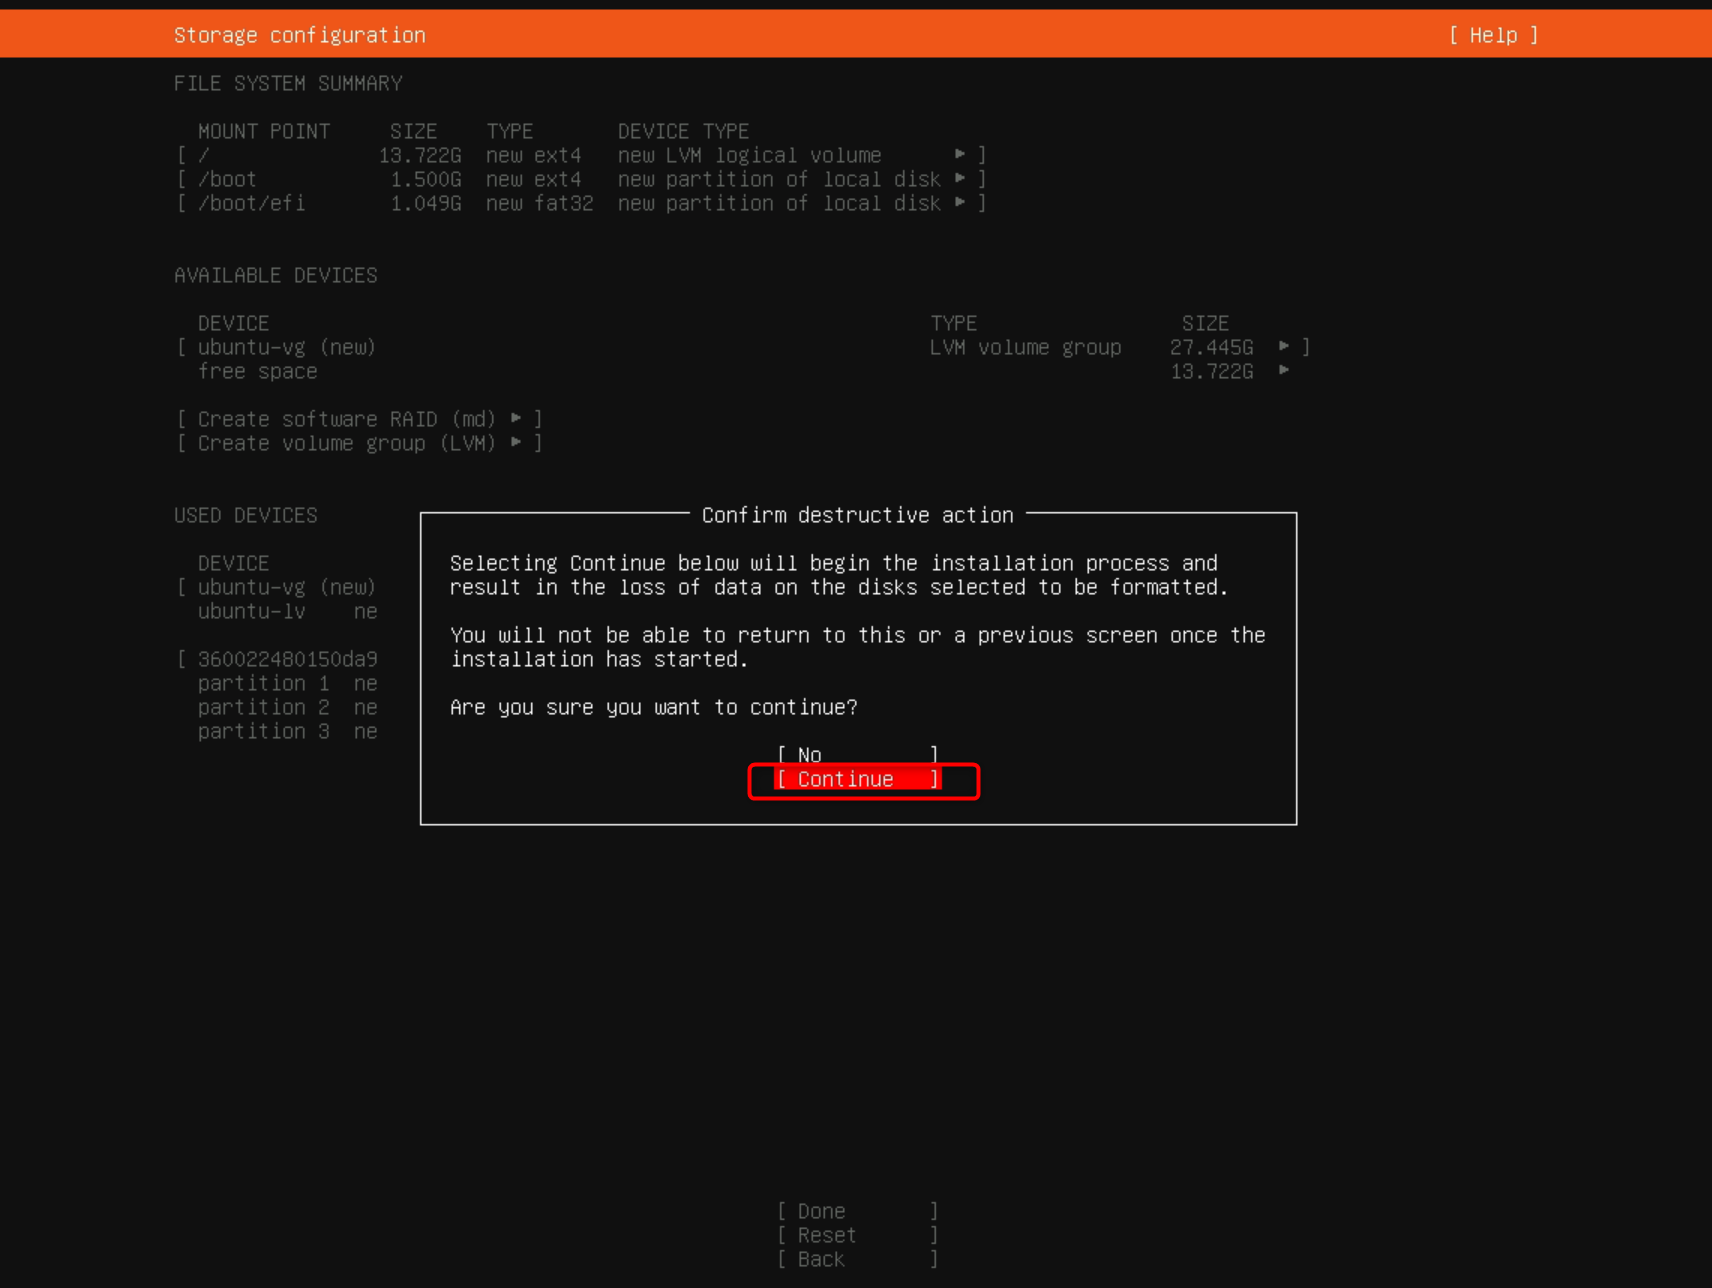 Storage configuration [ Help ]
FILE SYSTEM SUMMARY
MOUNT POINT SIZE TYPE DEVICE TYPE
[ / 13.722G new ext4 new LVM logical volume ▸ ]
[ /boot 1.500G new ext4 new partition of local disk ▸ ]
[ /boot/efi 1.049G new fat32 new partition of local disk ▸ ]
AVAILABLE DEVICES
DEVICE TYPE SIZE
[ ubuntu-vg (new) LVM volume group 27.445G ▸ ]
free space 13.722G ▸
[ Create software RAID (md) ▸ ]
[ Create volume group (LVM) ▸ ]
USED DEVICES
DEVICE
[ ubuntu-vg (new)
ubuntu-lv ne
[ 360022480150da9
partition 1 ne
partition 2 ne
partition 3 ne
Confirm destructive action
Selecting Continue below will begin the installation process and
result in the loss of data on the disks selected to be formatted.
You will not be able to return to this or a previous screen once the
installation has started.
Are you sure you want to continue?
[ No ]
[ Continue ]
[ Done ]
[ Reset ]
[ Back ]